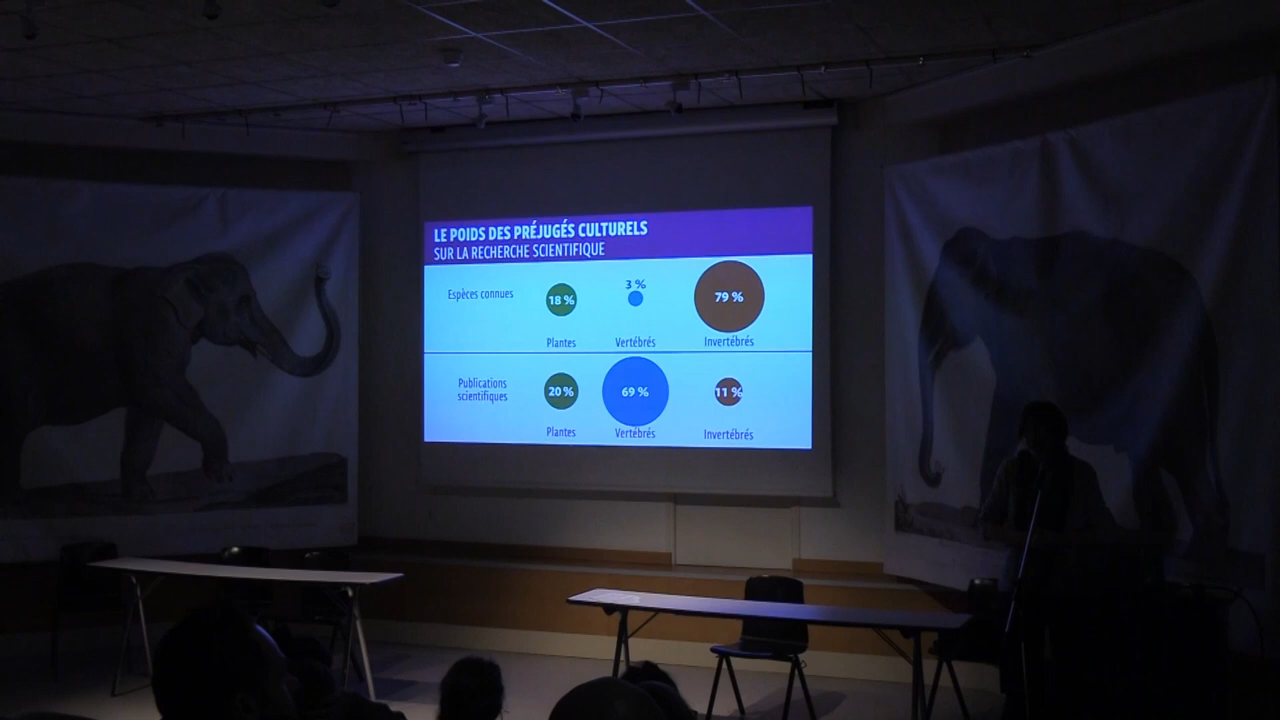 LE POIDS DES PRÉJUGÉS CULTURELS
SUR LA RECHERCHE SCIENTIFIQUE
Espèces connues
18 %
3 %
79 %
Plantes
Vertébrés
Invertébrés
Publications
scientifiques
20 %
69 %
11 %
Plantes
Vertébrés
Invertébrés